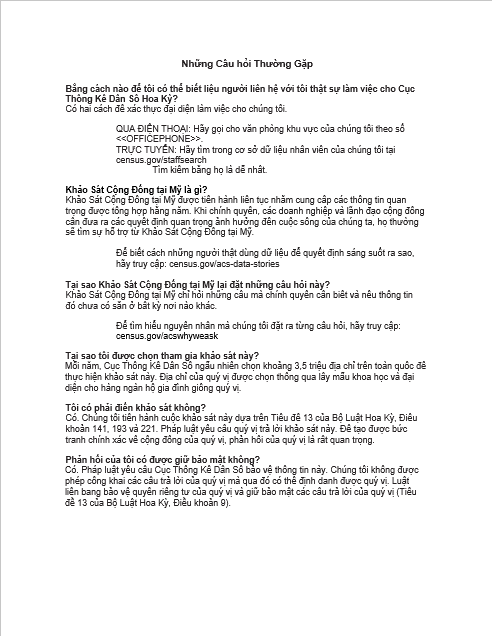 Những Câu hỏi Thường Gặp
Bằng cách nào để tôi có thể biết liệu người liên hệ với tôi thật sự làm việc cho Cục
Thống Kê Dân Số Hoa Kỳ?
Có hai cách để xác thực đại diện làm việc cho chúng tôi.
QUA ĐIỆN THOẠI: Hãy gọi cho văn phòng khu vực của chúng tôi theo số
<<OFFICEPHONE>>.
TRỰC TUYẾN: Hãy tìm trong cơ sở dữ liệu nhân viên của chúng tôi tại
census.gov/staffsearch
Tìm kiếm bằng họ là dễ nhất.
Khảo Sát Cộng Đồng tại Mỹ là gì?
Khảo Sát Cộng Đồng tại Mỹ được tiến hành liên tục nhằm cung cấp các thông tin quan
trọng được tổng hợp hằng năm. Khi chính quyền, các doanh nghiệp và lãnh đạo cộng đồng
cần đưa ra các quyết định quan trọng ảnh hưởng đến cuộc sống của chúng ta, họ thường
sẽ tìm sự hỗ trợ từ Khảo Sát Cộng Đồng tại Mỹ.
Để biết cách những người thật dùng dữ liệu để quyết định sáng suốt ra sao,
hãy truy cập: census.gov/acs-data-stories
Tại sao Khảo Sát Cộng Đồng tại Mỹ lại đặt những câu hỏi này?
Khảo Sát Cộng Đồng tại Mỹ chỉ hỏi những câu mà chính quyền cần biết và nếu thông tin
đó chưa có sẵn ở bất kỳ nơi nào khác.
Để tìm hiểu nguyên nhân mà chúng tôi đặt ra từng câu hỏi, hãy truy cập:
census.gov/acswhyweask
Tại sao tôi được chọn tham gia khảo sát này?
Mỗi năm, Cục Thống Kê Dân Số ngẫu nhiên chọn khoảng 3,5 triệu địa chỉ trên toàn quốc để
thực hiện khảo sát này. Địa chỉ của quý vị được chọn thông qua lấy mẫu khoa học và đại
diện cho hàng ngàn hộ gia đình giống quý vị.
Tôi có phải điền khảo sát không?
Có. Chúng tôi tiến hành cuộc khảo sát này dựa trên Tiêu đề 13 của Bộ Luật Hoa Kỳ, Điều
khoản 141, 193 và 221. Pháp luật yêu cầu quý vị trả lời khảo sát này. Để tạo được bức
tranh chính xác về cộng đồng của quý vị, phản hồi của quý vị là rất quan trọng.
Phản hồi của tôi có được giữ bảo mật không?
Có. Pháp luật yêu cầu Cục Thống Kê Dân Số bảo vệ thông tin này. Chúng tôi không được
phép công khai các câu trả lời của quý vị mà qua đó có thể định danh được quý vị. Luật
liên bang bảo vệ quyền riêng tư của quý vị và giữ bảo mật các câu trả lời của quý vị (Tiêu
đề 13 của Bộ Luật Hoa Kỳ, Điều khoản 9).